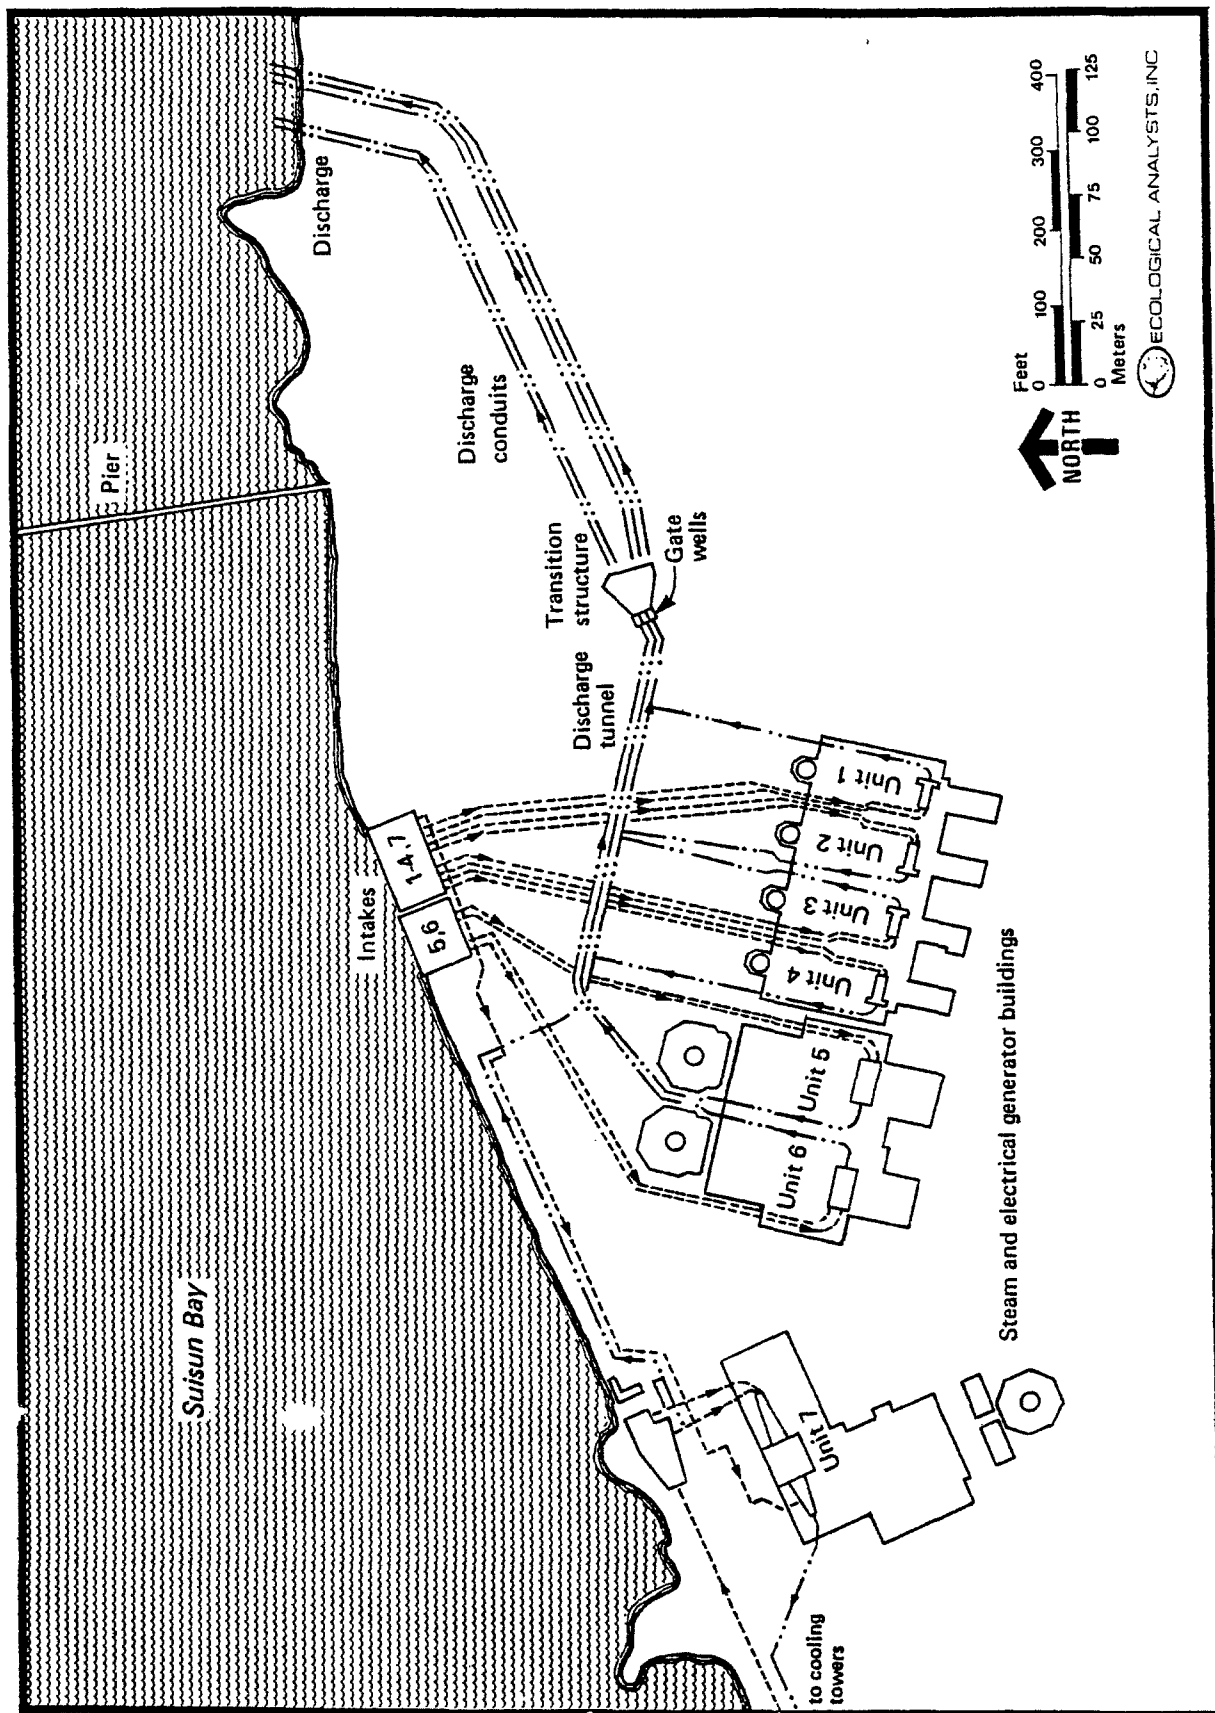 Suisun Bay
Pier
Discharge
Discharge
conduits
Intakes
1-4,7
5,6
Transition
structure
Gate
wells
Discharge
tunnel
Unit 1
Unit 2
Unit 3
Unit 4
Unit 5
Unit 6
Unit 7
to cooling
towers
Steam and electrical generator buildings
NORTH
Feet
0 100 200 300 400
0 25 50 75 100 125
Meters
ECOLOGICAL ANALYSTS, INC